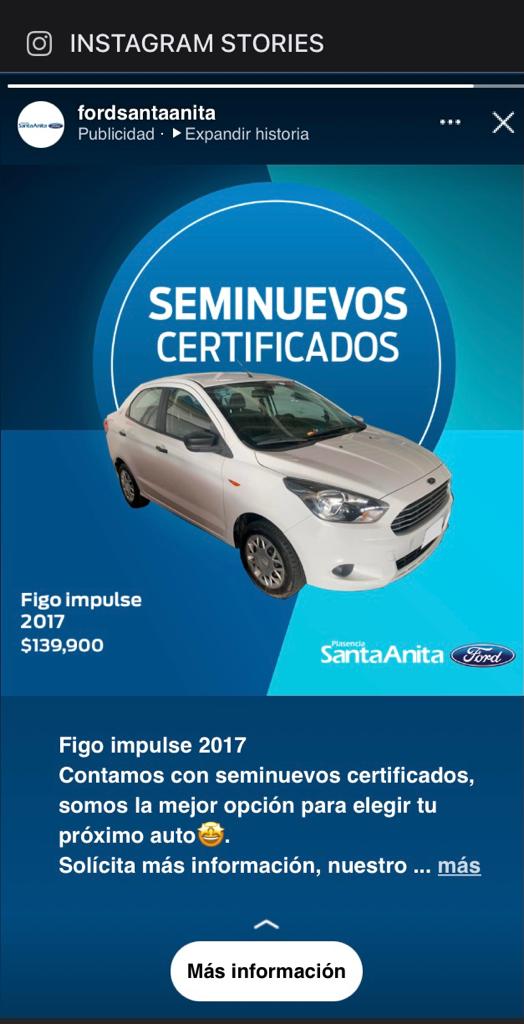 INSTAGRAM STORIES
fordsantaanita
Publicidad · Expandir historia
SantaAnita Ford
SEMINUEVOS
CERTIFICADOS
Figo impulse
2017
$139,900
Plasencia
SantaAnita Ford
Figo impulse 2017
Contamos con seminuevos certificados,
somos la mejor opción para elegir tu
próximo auto🤩.
Solícita más información, nuestro ... más
Más información